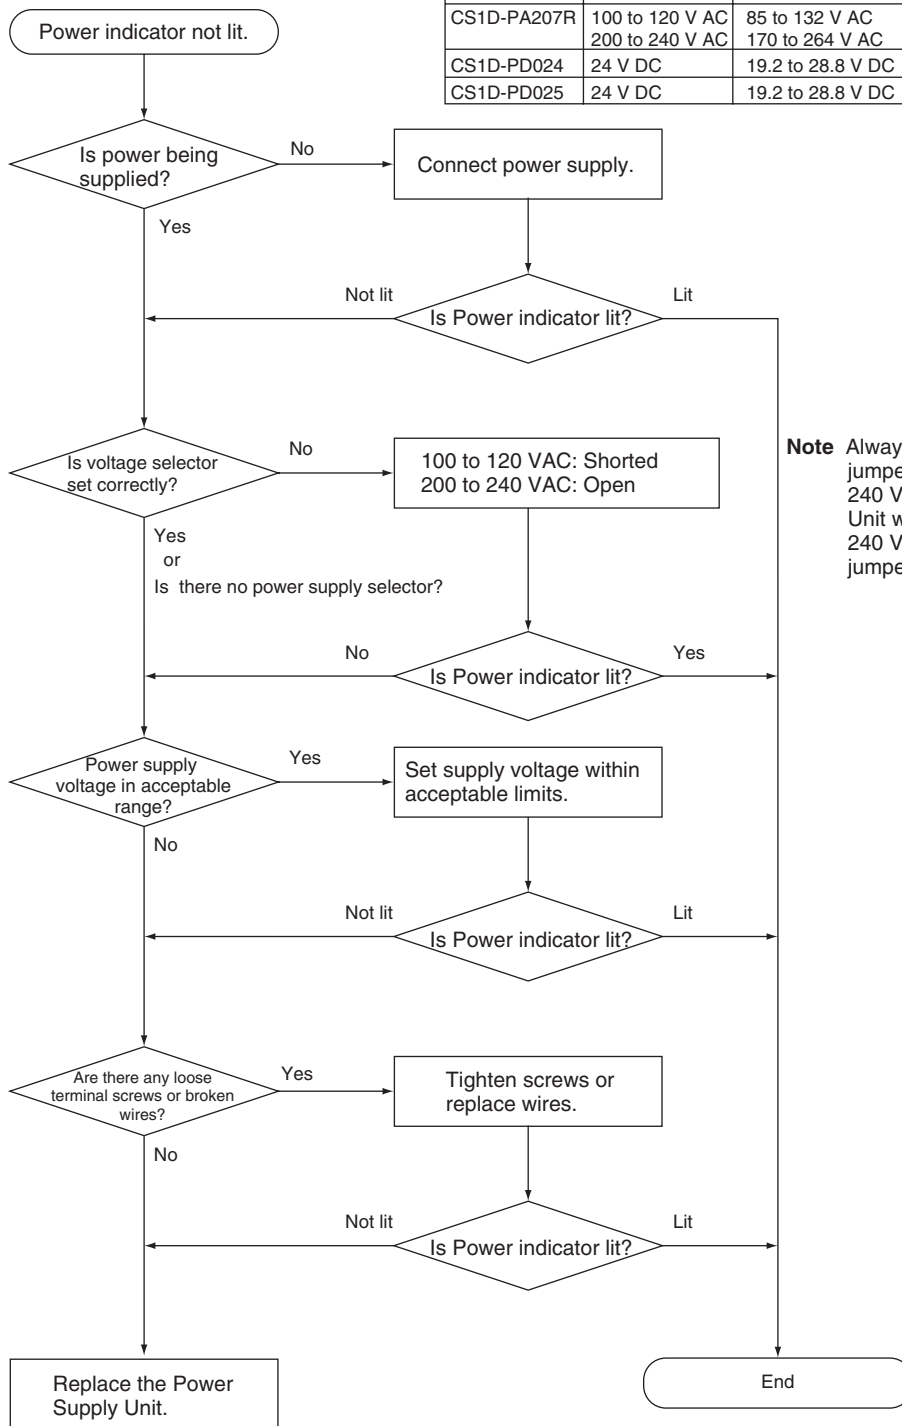 CS1D-PA207R 100 to 120 V AC 85 to 132 V AC
200 to 240 V AC 170 to 264 V AC
CS1D-PD024 24 V DC 19.2 to 28.8 V DC
CS1D-PD025 24 V DC 19.2 to 28.8 V DC
Power indicator not lit.
Is power being
supplied?
No
Connect power supply.
Yes
Not lit
Lit
Is Power indicator lit?
Is voltage selector
set correctly?
No
100 to 120 VAC: Shorted
200 to 240 VAC: Open
Note
jumpe
240 V
Unit w
240 V
jumpe
Yes
or
Is there no power supply selector?
No
Yes
Is Power indicator lit?
Power supply
voltage in acceptable
range?
Yes
Set supply voltage within
acceptable limits.
No
Not lit
Lit
Is Power indicator lit?
Are there any loose
terminal screws or broken
wires?
Yes
Tighten screws or
replace wires.
No
Not lit
Lit
Is Power indicator lit?
Replace the Power
Supply Unit.
End